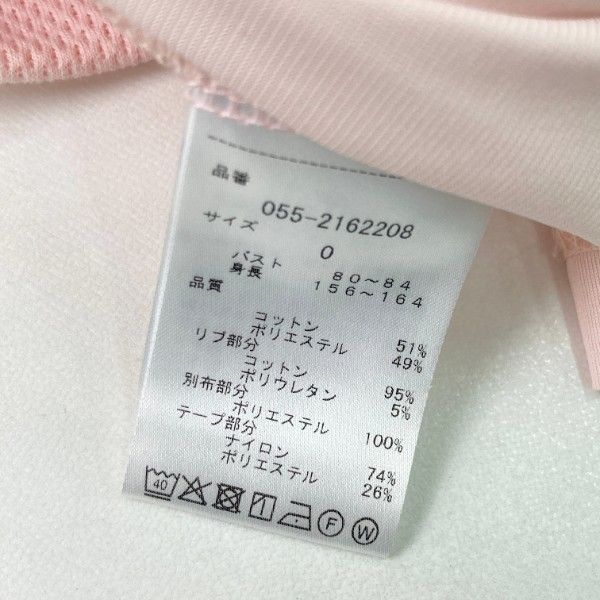 品番
055-2162208
サイズ
0
バスト 80〜84
身長 156〜164
品質
コットン 51%
ポリエステル 49%
リブ部分
コットン 95%
ポリウレタン 5%
別布部分
ポリエステル 100%
テープ部分
ナイロン 74%
ポリエステル 26%
40 F W